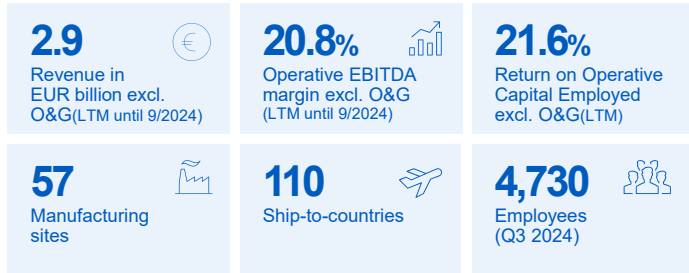 2.9
Revenue in
EUR billion excl.
O&G(LTM until 9/2024)
20.8%
Operative EBITDA
margin excl. O&G
(LTM until 9/2024)
21.6%
Return on Operative
Capital Employed
excl. O&G(LTM)
57
Manufacturing
sites
110
Ship-to-countries
4,730
Employees
(Q3 2024)